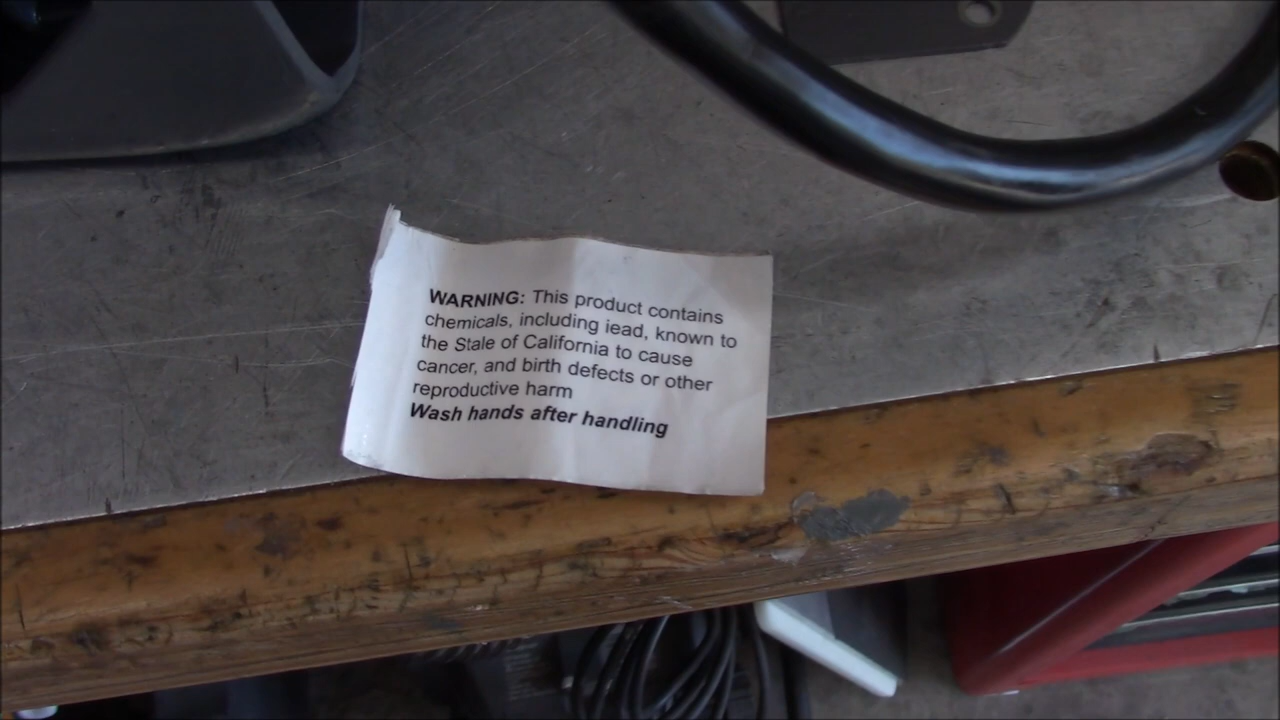 WARNING: This product contains
chemicals, including iead, known to
the Stale of California to cause
cancer, and birth defects or other
reproductive harm
Wash hands after handling